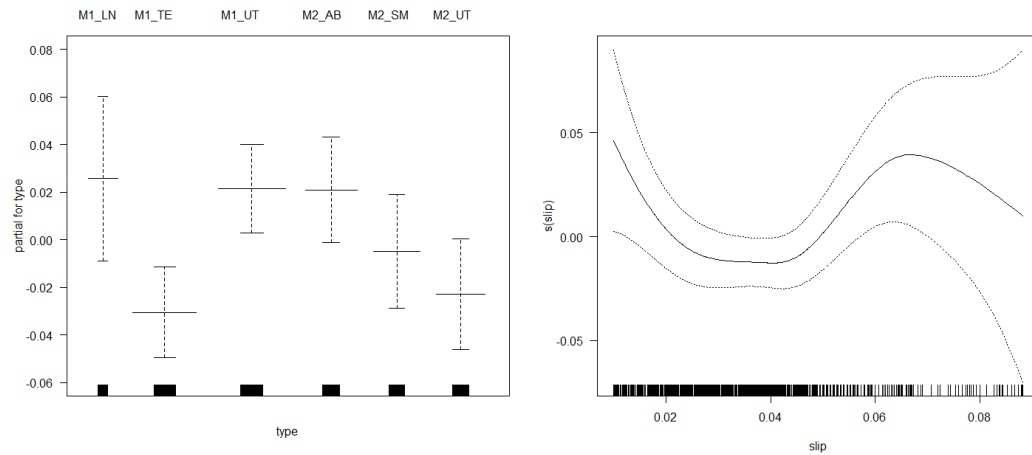 M1_LN M1_TE M1_UT M2_AB M2_SM M2_UT
0.08
0.06
0.04
0.02
0.00
-0.02
-0.04
-0.06
partial for type
type
0.05
0.00
-0.05
s(slip)
0.02 0.04 0.06 0.08
slip